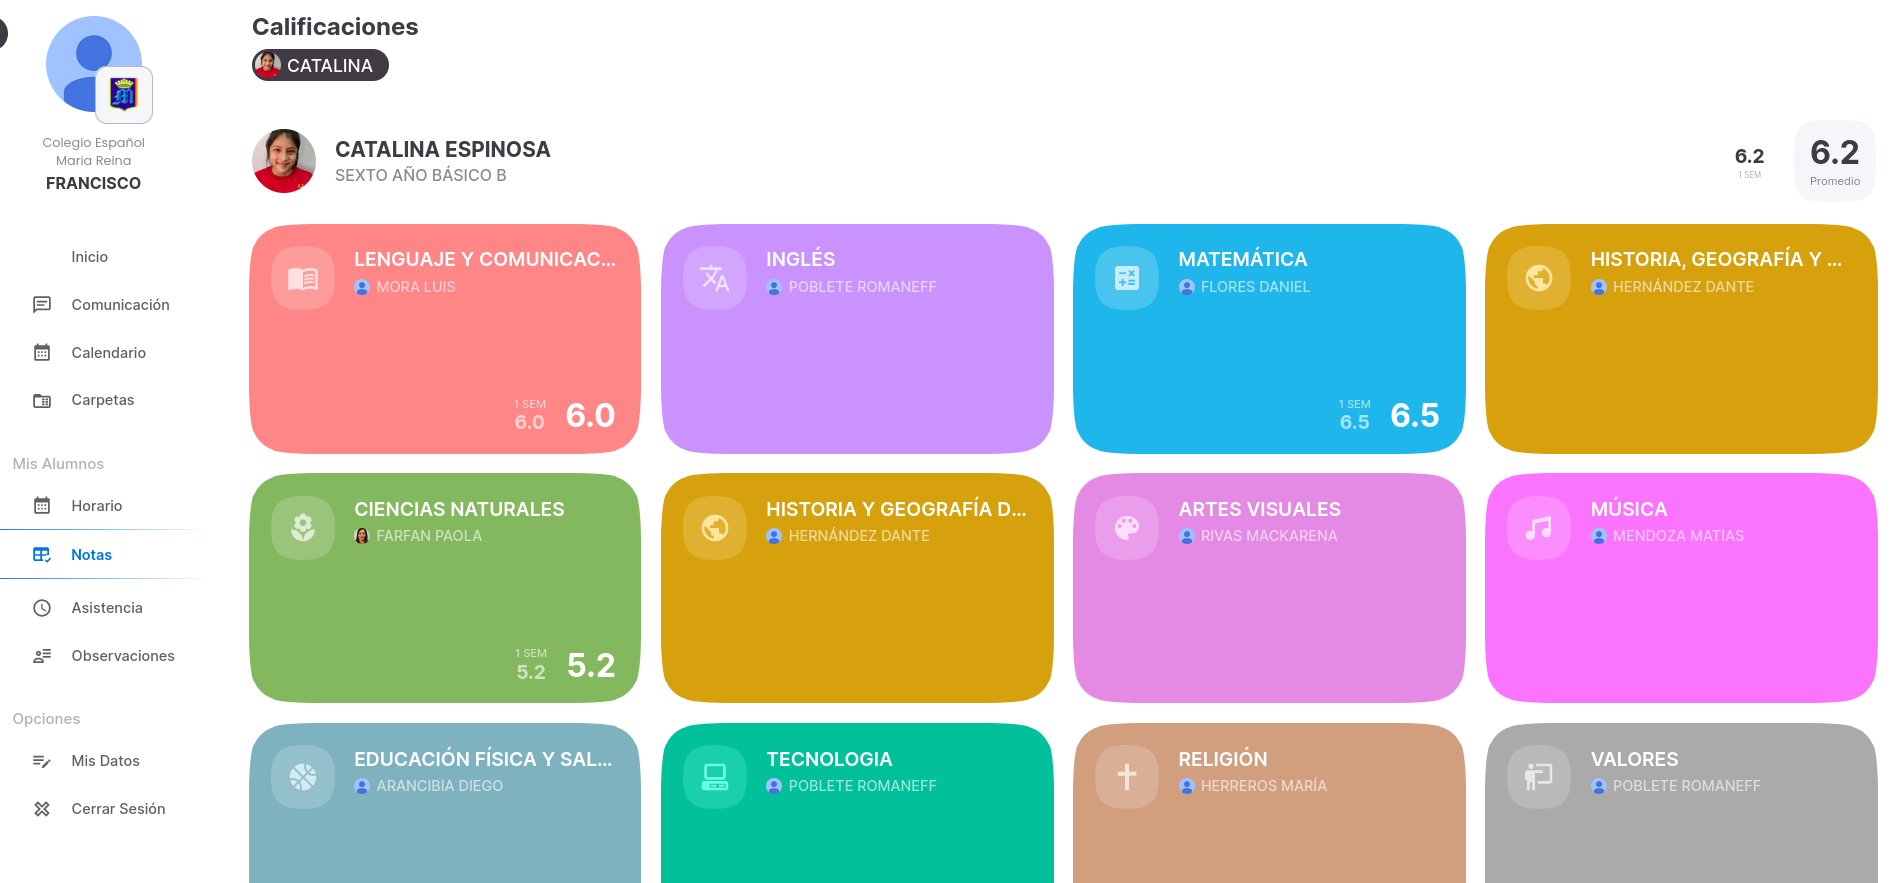 Calificaciones
CATALINA
Colegio Español
Maria Reina
FRANCISCO
Inicio
Comunicación
Calendario
Carpetas
Mis Alumnos
Horario
Notas
Asistencia
Observaciones
Opciones
Mis Datos
Cerrar Sesión
CATALINA ESPINOSA
SEXTO AÑO BÁSICO B
6.2
1 SEM
6.2
Promedio
LENGUAJE Y COMUNICAC...
MORA LUIS
1 SEM
6.0
6.0
INGLÉS
POBLETE ROMANEFF
MATEMÁTICA
FLORES DANIEL
1 SEM
6.5
6.5
HISTORIA, GEOGRAFÍA Y ...
HERNÁNDEZ DANTE
CIENCIAS NATURALES
FARFAN PAOLA
1 SEM
5.2
5.2
HISTORIA Y GEOGRAFÍA D...
HERNÁNDEZ DANTE
ARTES VISUALES
RIVAS MACKARENA
MÚSICA
MENDOZA MATIAS
EDUCACIÓN FÍSICA Y SAL...
ARANCIBIA DIEGO
TECNOLOGIA
POBLETE ROMANEFF
RELIGIÓN
HERREROS MARÍA
VALORES
POBLETE ROMANEFF